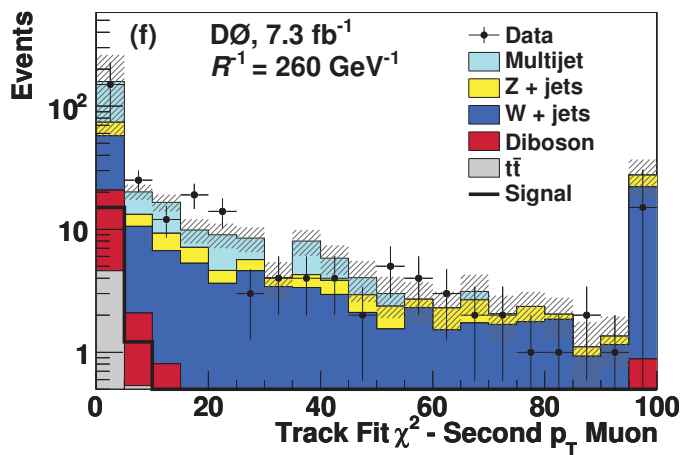 (f)
DØ, 7.3 fb⁻¹
R⁻¹ = 260 GeV⁻¹
Data
Multijet
Z + jets
W + jets
Diboson
tt̄
Signal
Events
10²
10
1
0 20 40 60 80 100
Track Fit χ² - Second p_T Muon